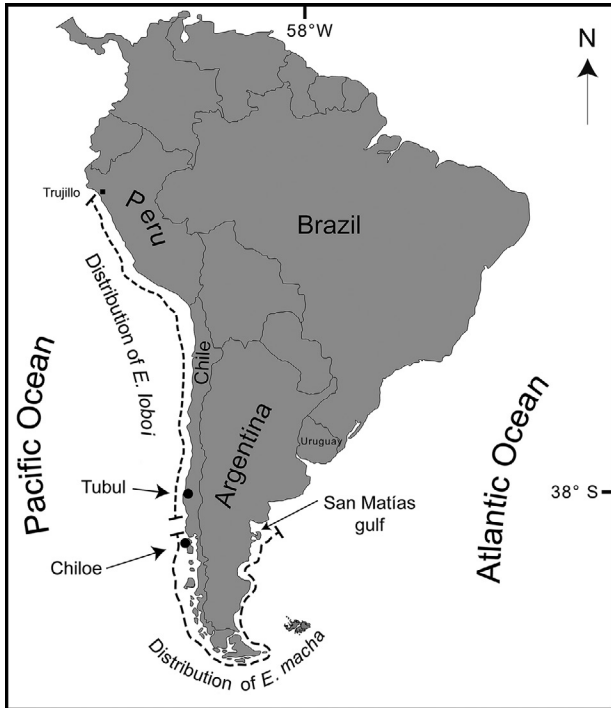 58°W
N
Trujillo
Peru
Brazil
Distribution of E. loboi
Chile
Pacific Ocean
Argentina
Uruguay
Atlantic Ocean
Tubul
San Matías
gulf
38° S
Chiloe
Distribution of E. macha